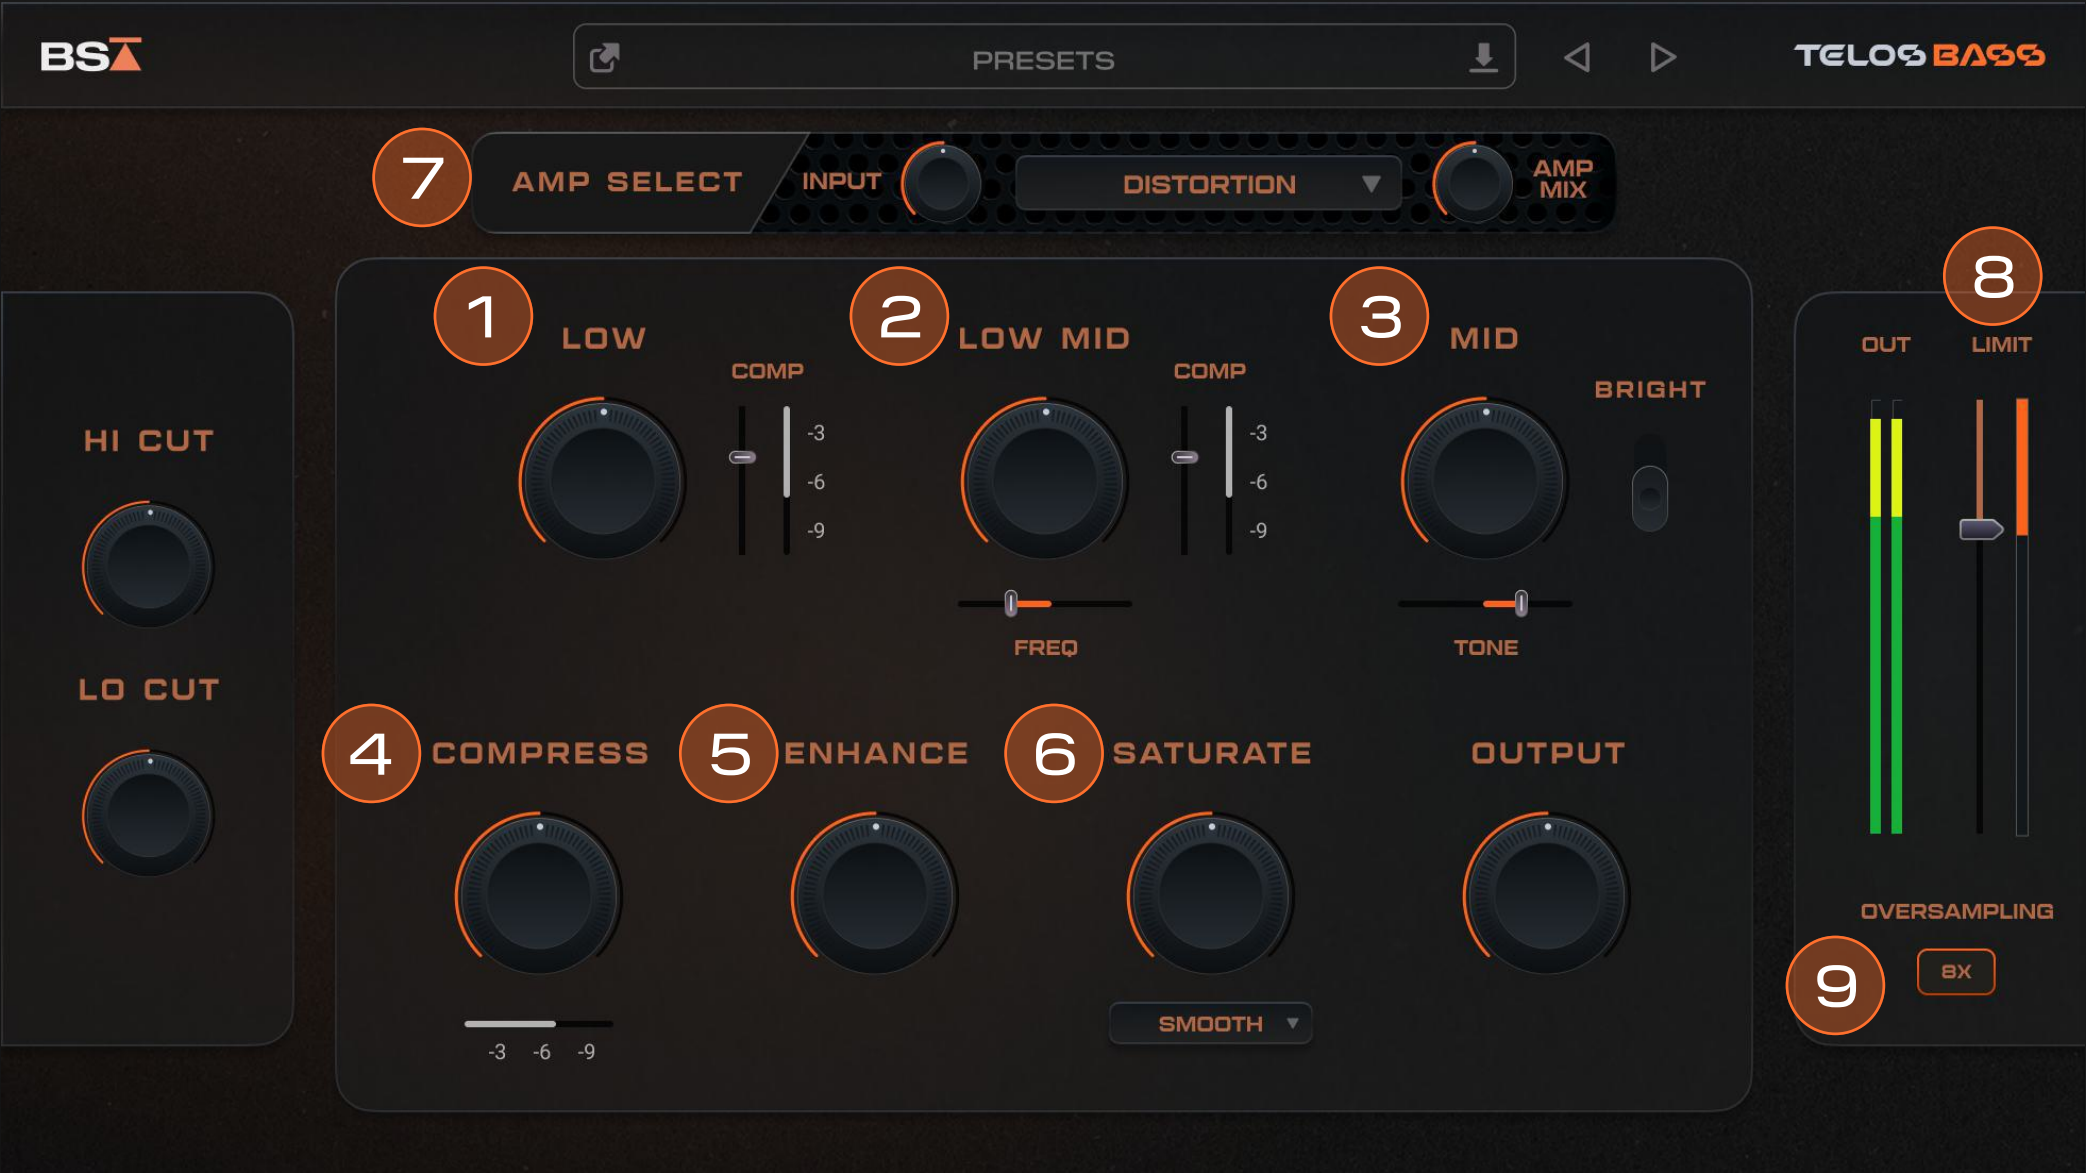 BSA
PRESETS
TELOS BASS
7
AMP SELECT
INPUT
DISTORTION
AMP
MIX
1
LOW
COMP
-3
-6
-9
2
LOW MID
COMP
-3
-6
-9
FREQ
3
MID
BRIGHT
TONE
8
OUT
LIMIT
HI CUT
LO CUT
4
COMPRESS
-3 -6 -9
5
ENHANCE
6
SATURATE
SMOOTH
OUTPUT
OVERSAMPLING
9
8X